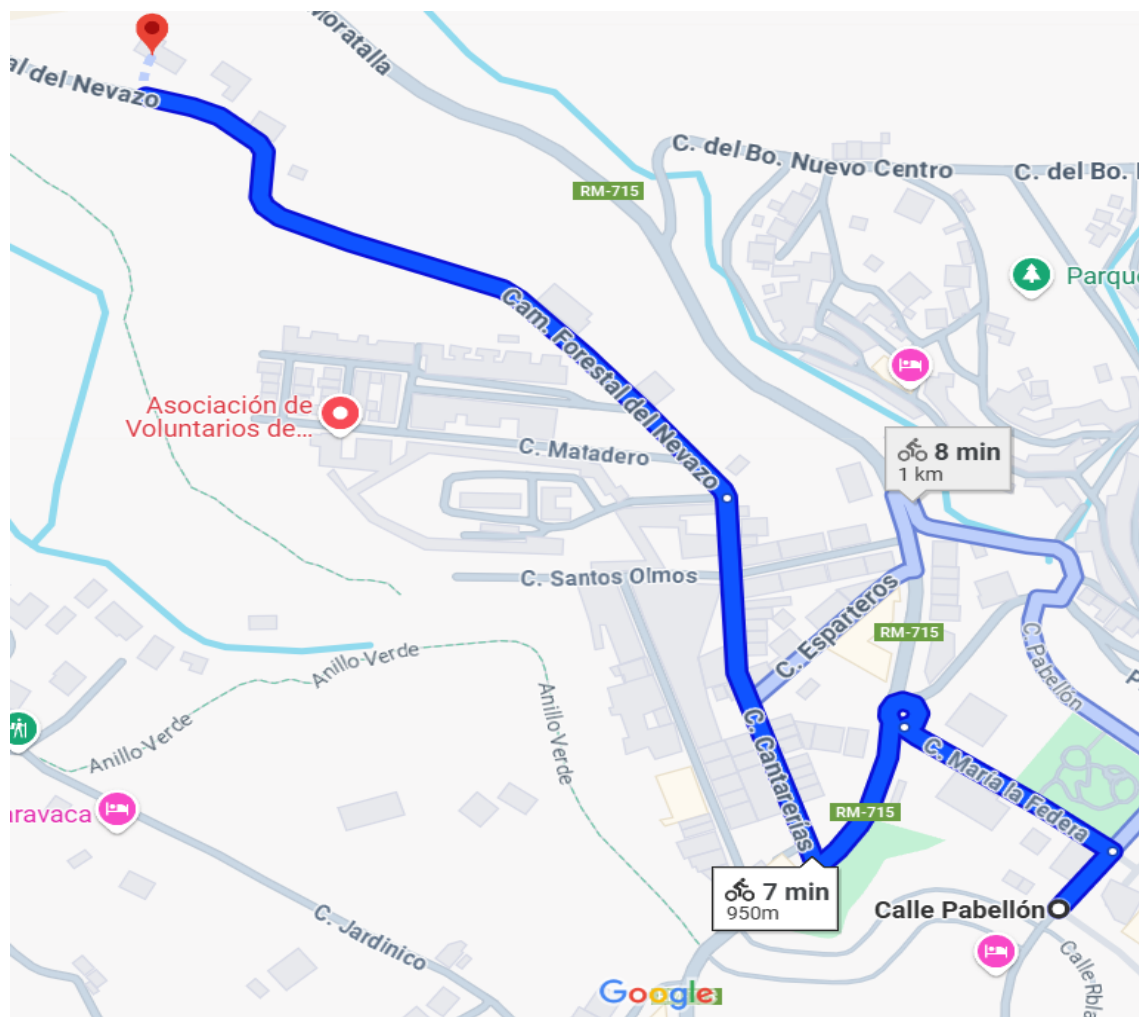 Moratalla
al del Nevazo
C. del Bo. Nuevo Centro
C. del Bo.
RM-715
Parqu
Cam. Forestal del Nevazo
Asociación de
Voluntarios de...
C. Matadero
8 min
1 km
C. Santos Olmos
C. Esparteros
RM-715
C. Pabellón
Anillo Verde
Anillo Verde
Anillo Verde
C. Cantarerías
C. María la Federa
RM-715
aravaca
7 min
950m
Calle Pabellón
C. Jardinico
Calle Rbla
Google